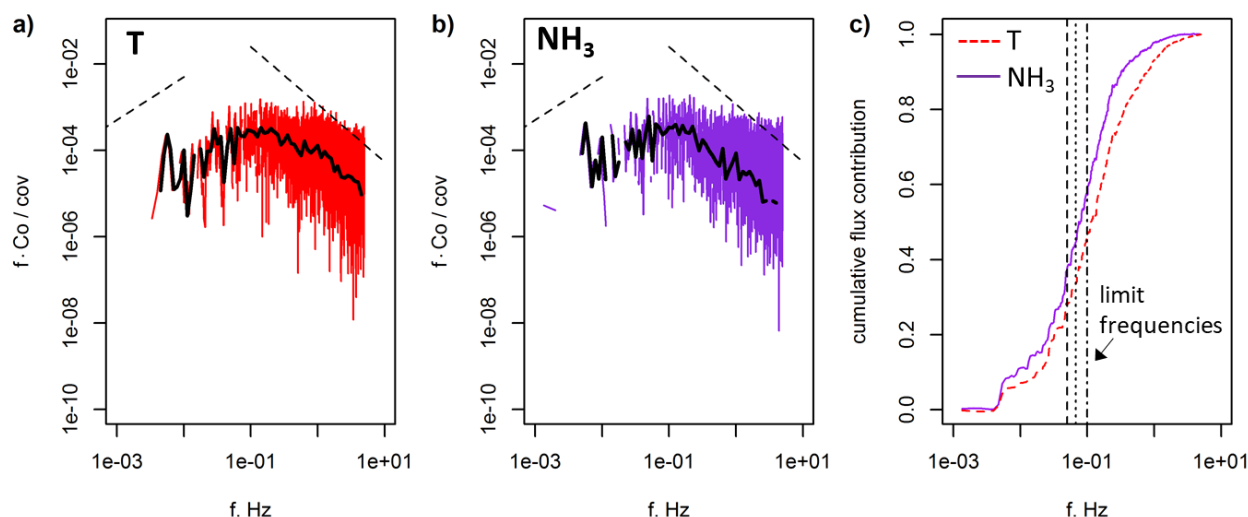 a)
T
1e-02
1e-04
1e-06
1e-08
1e-10
f. Co / cov
1e-03
1e-01
1e+01
f. Hz
b)
NH3
1e-02
1e-04
1e-06
1e-08
1e-10
f. Co / cov
1e-03
1e-01
1e+01
f. Hz
c)
T
NH3
1.0
0.8
0.6
0.4
0.2
0.0
cumulative flux contribution
limit
frequencies
1e-03
1e-01
1e+01
f. Hz